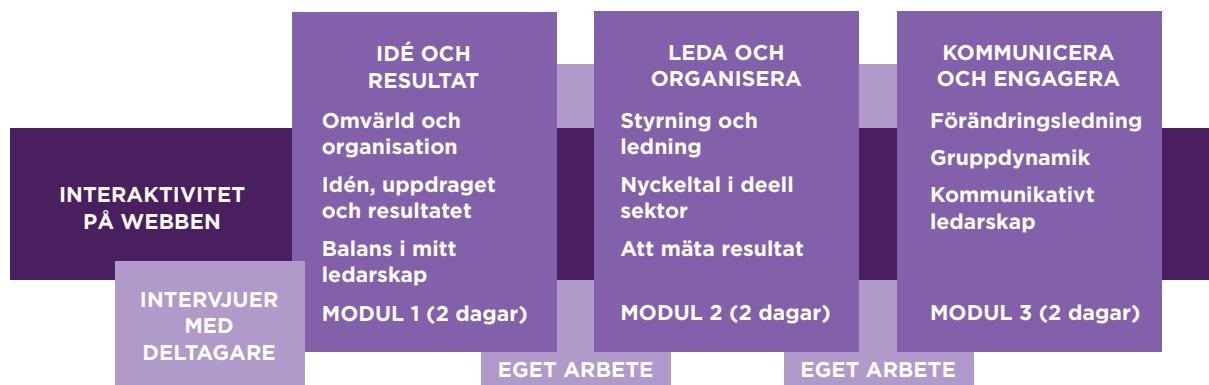 INTERAKTIVITET
PÅ WEBBEN
INTERVJUER
MED
DELTAGARE
IDÉ OCH
RESULTAT
Omvärld och
organisation
Idén, uppdraget
och resultatet
Balans i mitt
ledarskap
MODUL 1 (2 dagar)
EGET ARBETE
LEDA OCH
ORGANISERA
Styrning och
ledning
Nyckeltal i deell
sektor
Att mäta resultat
MODUL 2 (2 dagar)
EGET ARBETE
KOMMUNICERA
OCH ENGAGERA
Förändringsledning
Gruppdynamik
Kommunikativt
ledarskap
MODUL 3 (2 dagar)